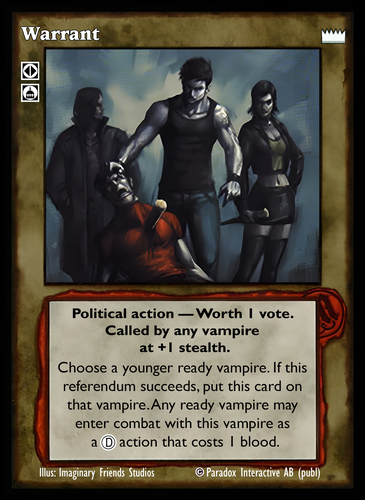 Warrant
Political action — Worth 1 vote.
Called by any vampire
at +1 stealth.
Choose a younger ready vampire. If this
referendum succeeds, put this card on
that vampire. Any ready vampire may
enter combat with this vampire as
a Ⓓ action that costs 1 blood.
Illus: Imaginary Friends Studios © Paradox Interactive AB (publ)